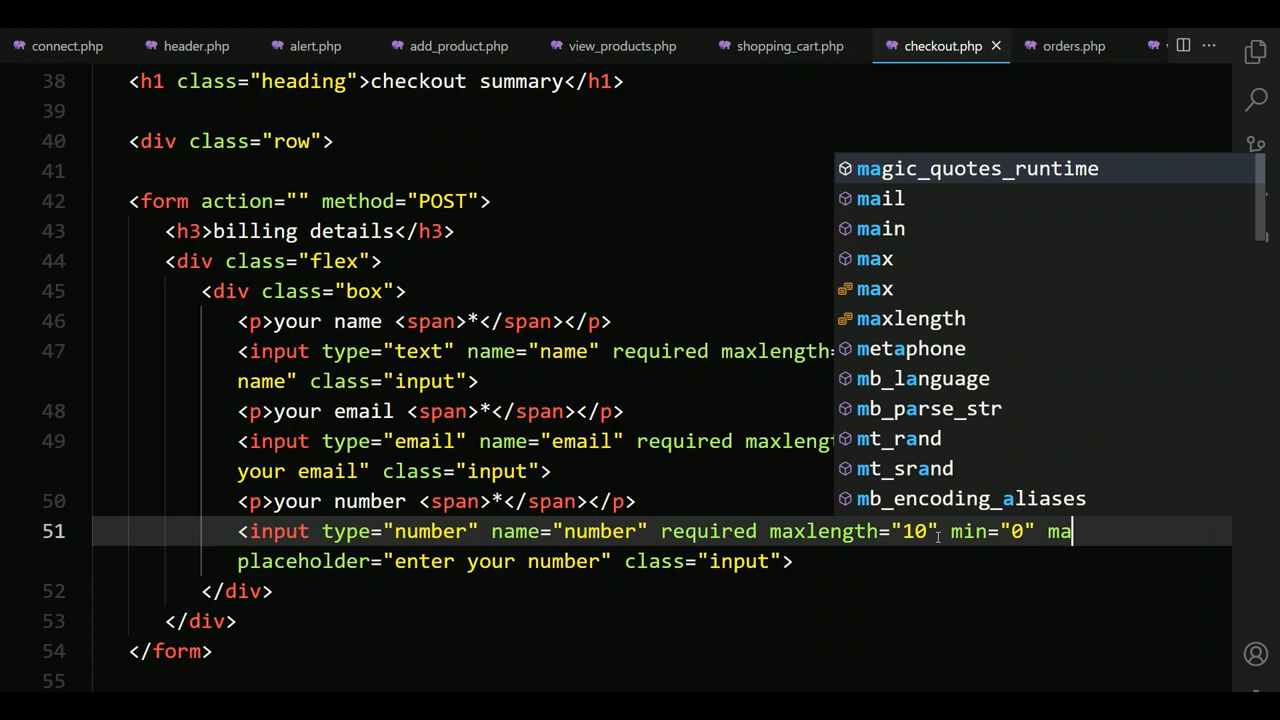 connect.php header.php alert.php add_product.php view_products.php shopping_cart.php checkout.php orders.php
38 <h1 class="heading">checkout summary</h1>
39
40 <div class="row">
41
42 <form action="" method="POST">
43 <h3>billing details</h3>
44 <div class="flex">
45 <div class="box">
46 <p>your name <span>*</span></p>
47 <input type="text" name="name" required maxlength=
name" class="input">
48 <p>your email <span>*</span></p>
49 <input type="email" name="email" required maxlengt
your email" class="input">
50 <p>your number <span>*</span></p>
51 <input type="number" name="number" required maxlength="10" min="0" ma
placeholder="enter your number" class="input">
52 </div>
53 </div>
54 </form>
55
magic_quotes_runtime
mail
main
max
max
maxlength
metaphone
mb_language
mb_parse_str
mt_rand
mt_srand
mb_encoding_aliases